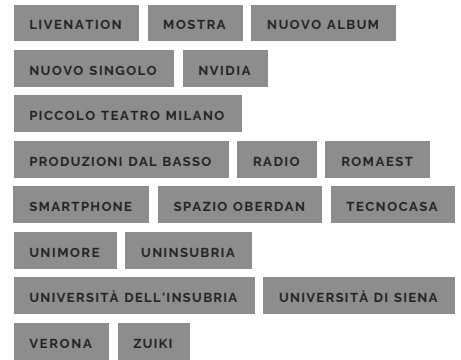 LIVENATION MOSTRA NUOVO ALBUM
NUOVO SINGOLO NVIDIA
PICCOLO TEATRO MILANO
PRODUZIONI DAL BASSO RADIO ROMAEST
SMARTPHONE SPAZIO OBERDAN TECNOCASA
UNIMORE UNINSUBRIA
UNIVERSITÀ DELL'INSUBRIA UNIVERSITÀ DI SIENA
VERONA ZUIKI